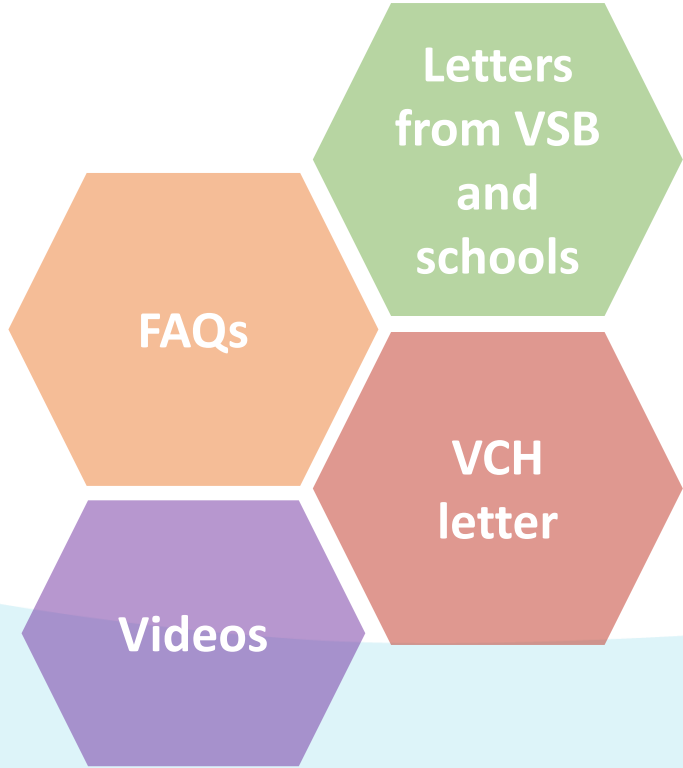 Letters
from VSB
and
schools
FAQs
VCH
letter
Videos